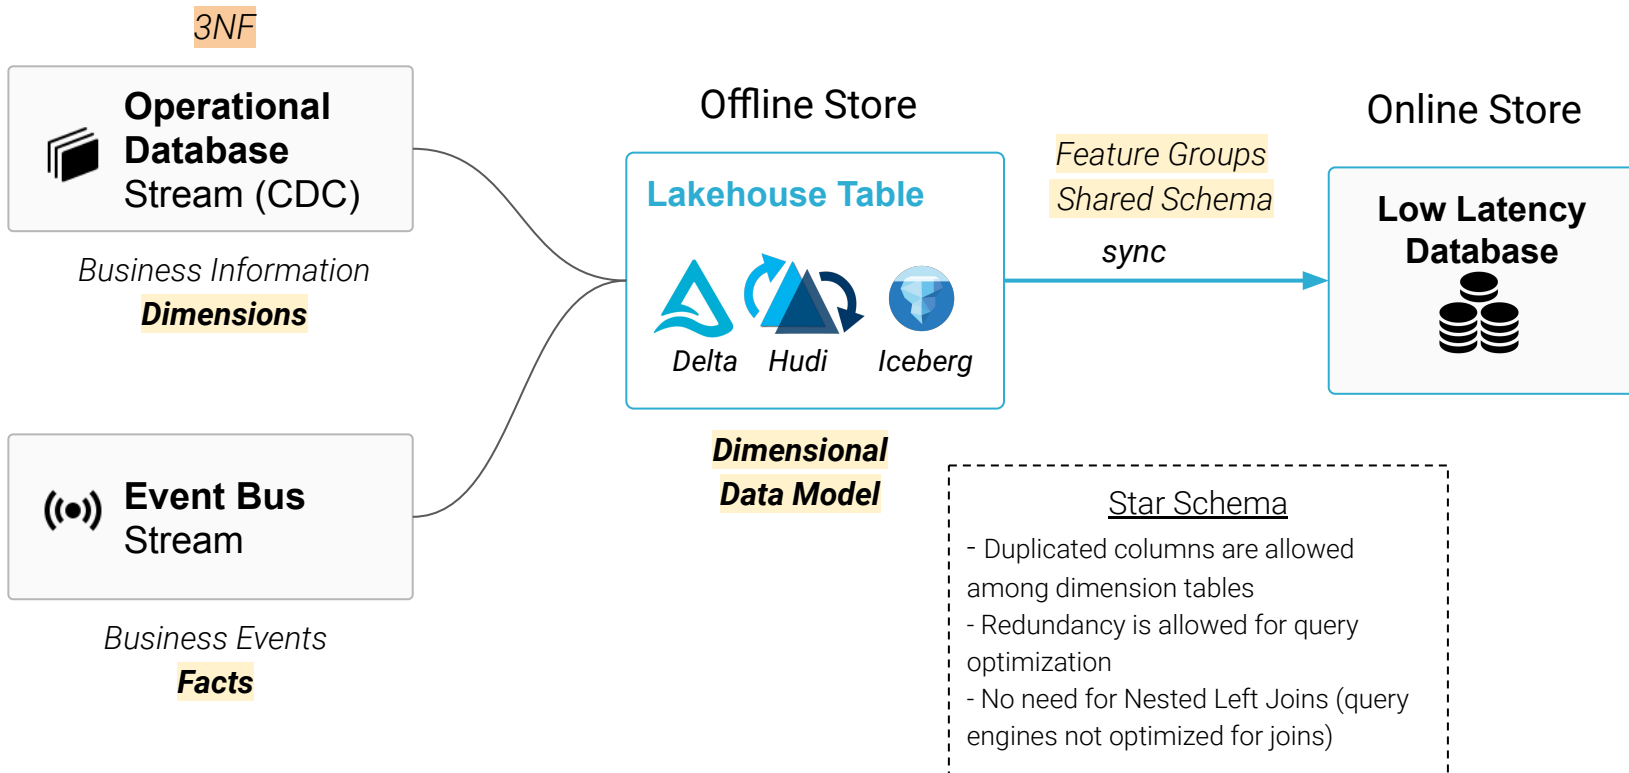 3NF
Operational
Database
Stream (CDC)
Business Information
Dimensions
Event Bus
Stream
Business Events
Facts
Offline Store
Lakehouse Table
Delta
Hudi
Iceberg
Dimensional
Data Model
Feature Groups
Shared Schema
sync
Online Store
Low Latency
Database
Star Schema
- Duplicated columns are allowed
among dimension tables
- Redundancy is allowed for query
optimization
- No need for Nested Left Joins (query
engines not optimized for joins)